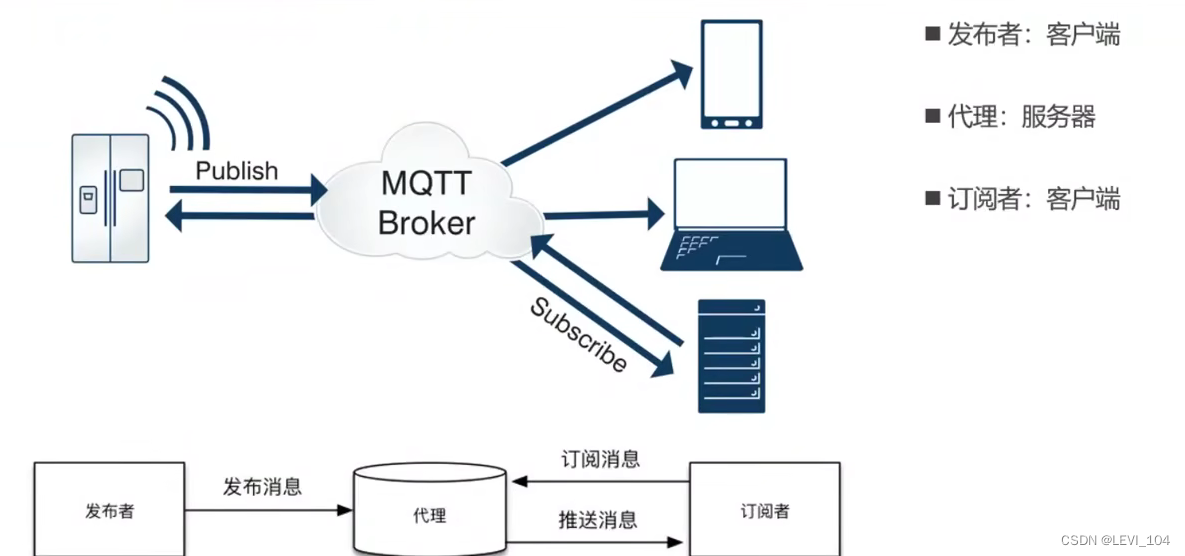 ■ 发布者：客户端
■ 代理：服务器
■ 订阅者：客户端
Publish
MQTT
Broker
Subscribe
发布消息
订阅消息
发布者
代理
推送消息
订阅者
CSDN @LEVI_104